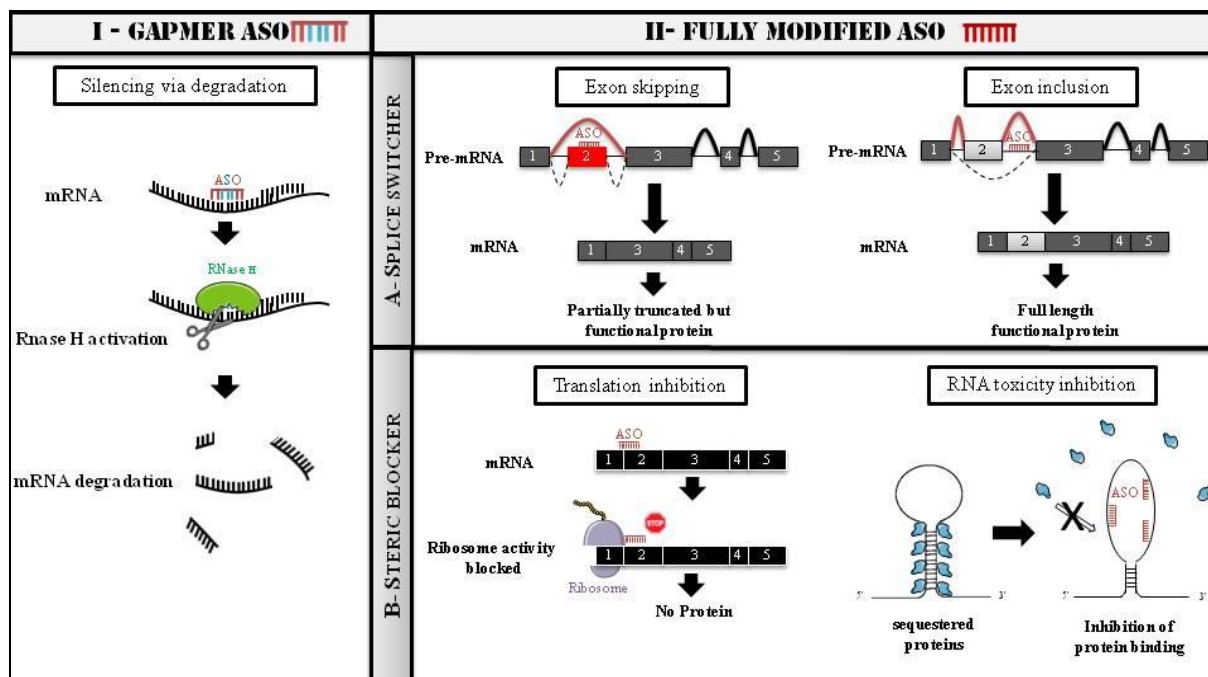 I - GAPMER ASO
Silencing via degradation
mRNA
ASO
RNase H
Rnase H activation
mRNA degradation
II- FULLY MODIFIED ASO
A- SPLICE SWITCHER
Exon skipping
ASO
Pre-mRNA
1 2 3 4 5
mRNA
1 3 4 5
Partially truncated but
functional protein
Exon inclusion
ASO
Pre-mRNA
1 2 3 4 5
mRNA
1 2 3 4 5
Full length
functional protein
B- STERIC BLOCKER
Translation inhibition
ASO
mRNA
1 2 3 4 5
STOP
Ribosome activity
blocked
1 2 3 4 5
Ribosome
No Protein
RNA toxicity inhibition
ASO
X
5' 3'
5' 3'
sequestered
proteins
Inhibition of
protein binding